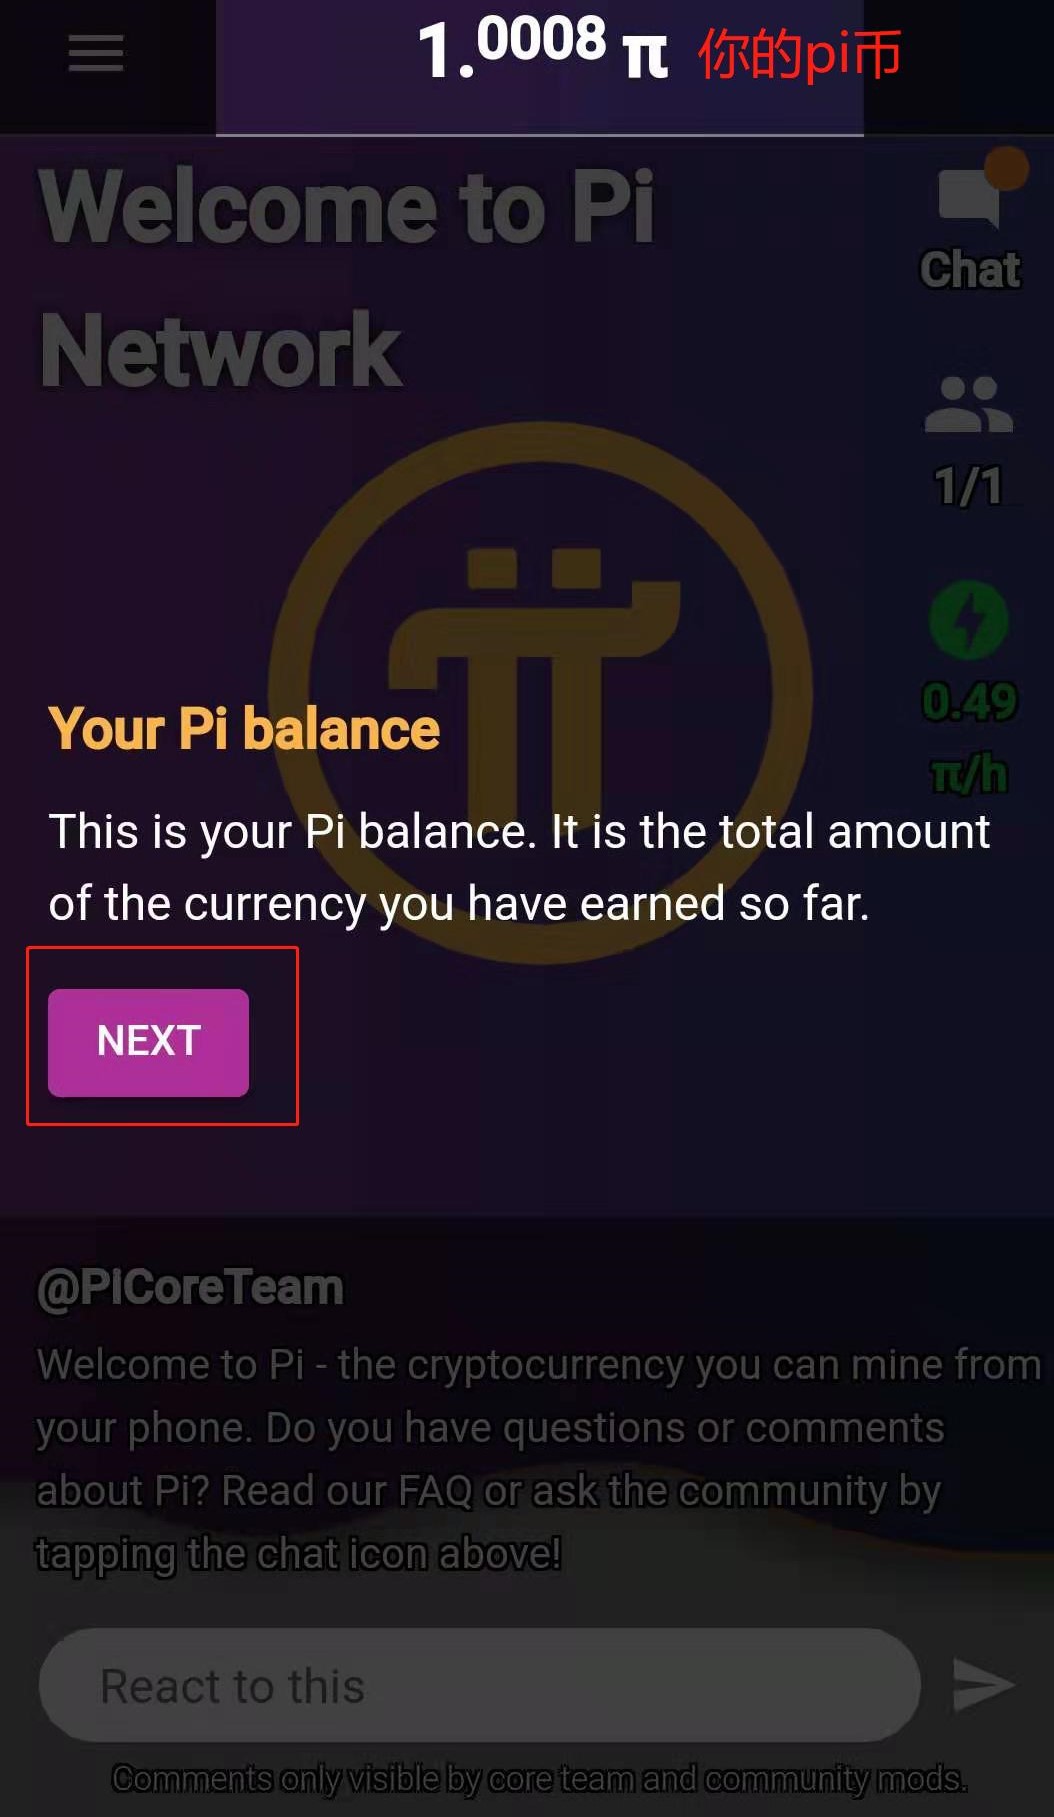 1.0008 π 你的pi币
Welcome to Pi
Network
Chat
1/1
0.49
π/h
Your Pi balance
This is your Pi balance. It is the total amount
of the currency you have earned so far.
NEXT
@PiCoreTeam
Welcome to Pi - the cryptocurrency you can mine from
your phone. Do you have questions or comments
about Pi? Read our FAQ or ask the community by
tapping the chat icon above!
React to this
Comments only visible by core team and community mods.